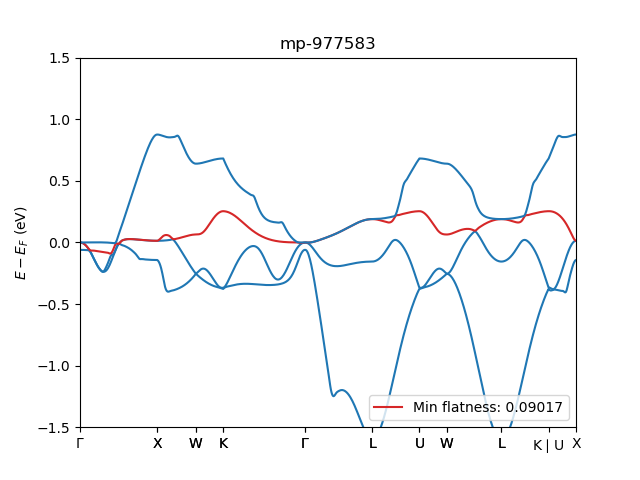 mp-977583
1.5
1.0
0.5
0.0
−0.5
−1.0
−1.5
E − E_F (eV)
Min flatness: 0.09017
Γ X W K Γ L U W L K | U X